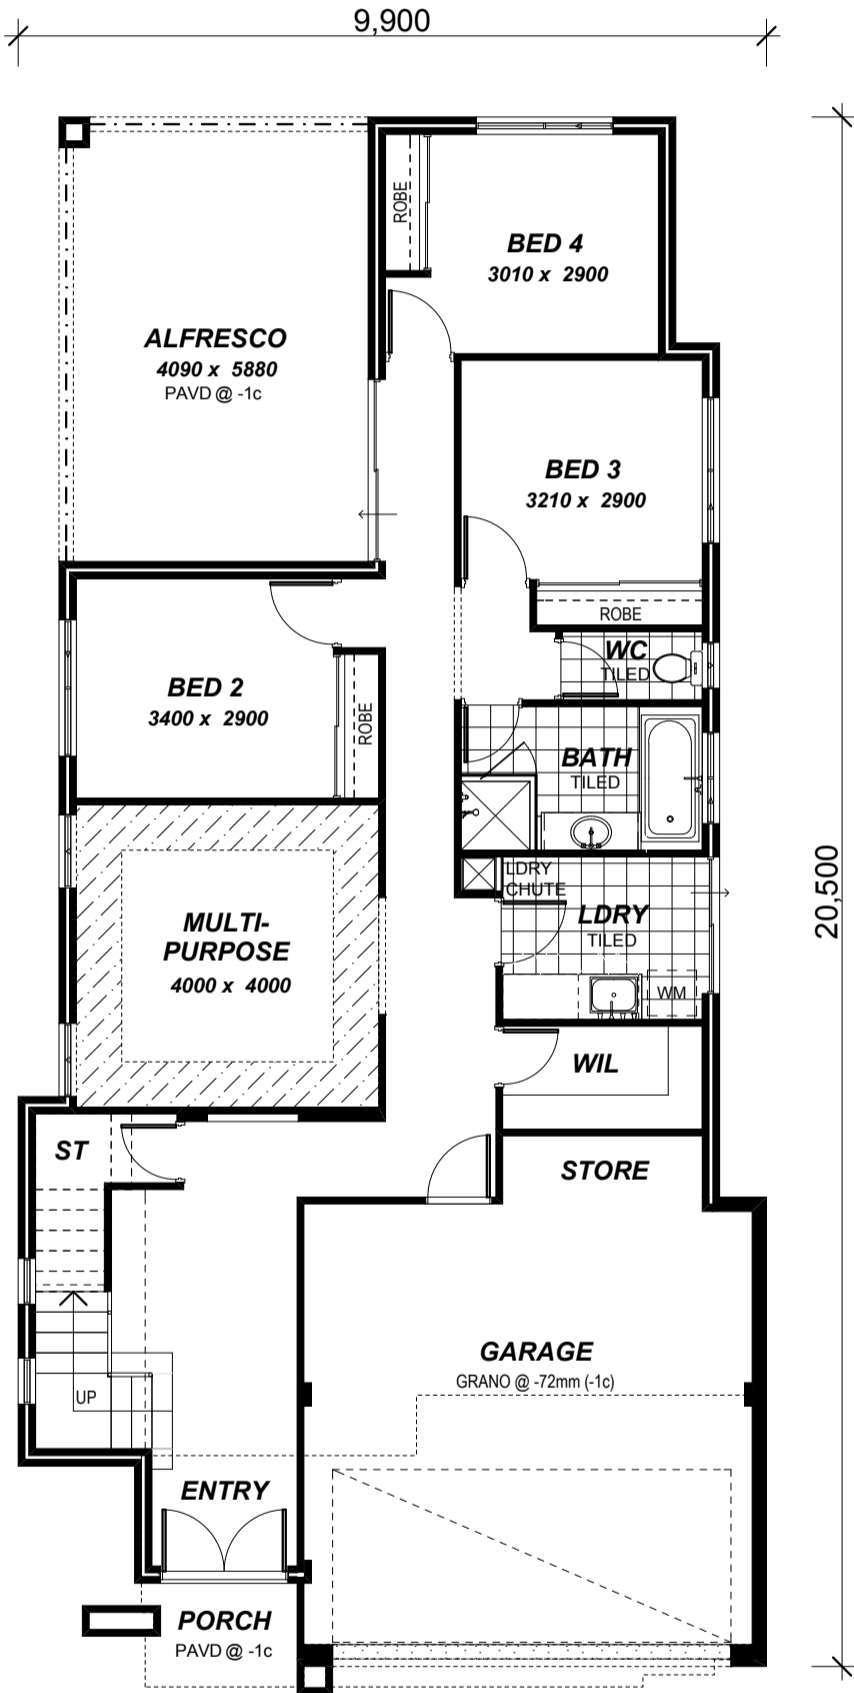 9,900
ROBE
BED 4
3010 x 2900
ALFRESCO
4090 x 5880
PAVD @ -1c
BED 3
3210 x 2900
ROBE
WC
TILED
BED 2
3400 x 2900
ROBE
BATH
TILED
20,500
LDRY
CHUTE
LDRY
TILED
MULTI-
PURPOSE
4000 x 4000
WM
WIL
ST
STORE
GARAGE
GRANO @ -72mm (-1c)
UP
ENTRY
PORCH
PAVD @ -1c